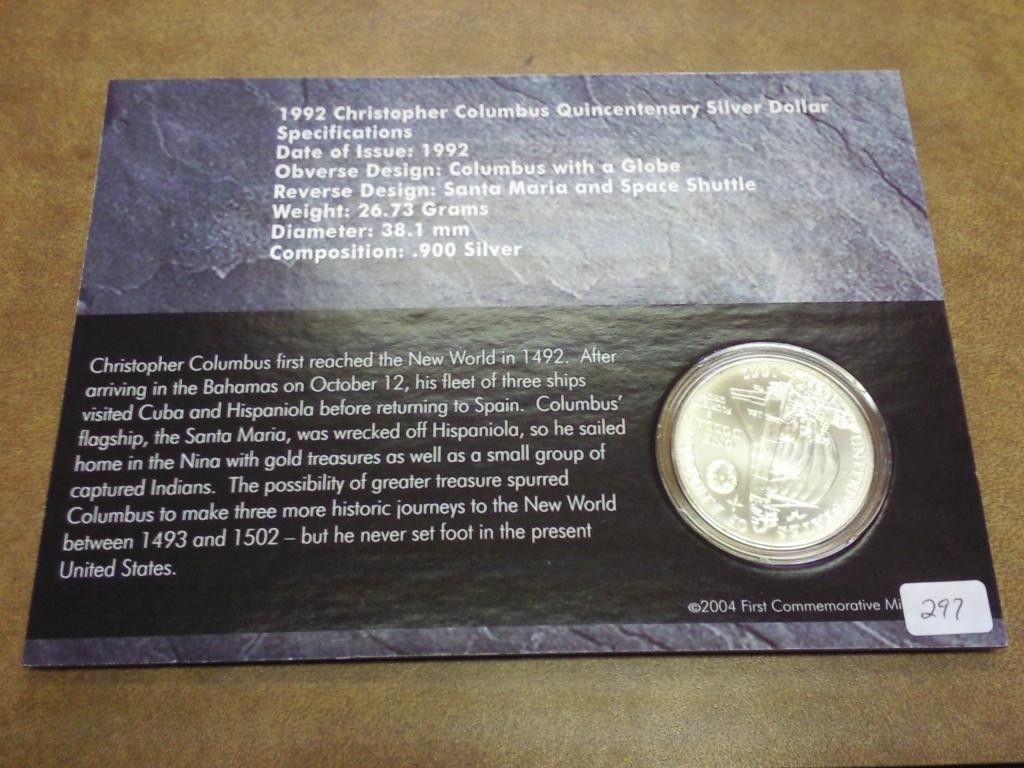 1992 Christopher Columbus Quincentenary Silver Dollar
Specifications
Date of Issue: 1992
Obverse Design: Columbus with a Globe
Reverse Design: Santa Maria and Space Shuttle
Weight: 26.73 Grams
Diameter: 38.1 mm
Composition: .900 Silver
Christopher Columbus first reached the New World in 1492. After
arriving in the Bahamas on October 12, his fleet of three ships
visited Cuba and Hispaniola before returning to Spain. Columbus'
flagship, the Santa Maria, was wrecked off Hispaniola, so he sailed
home in the Nina with gold treasures as well as a small group of
captured Indians. The possibility of greater treasure spurred
Columbus to make three more historic journeys to the New World
between 1493 and 1502 – but he never set foot in the present
United States.
©2004 First Commemorative Mi
297